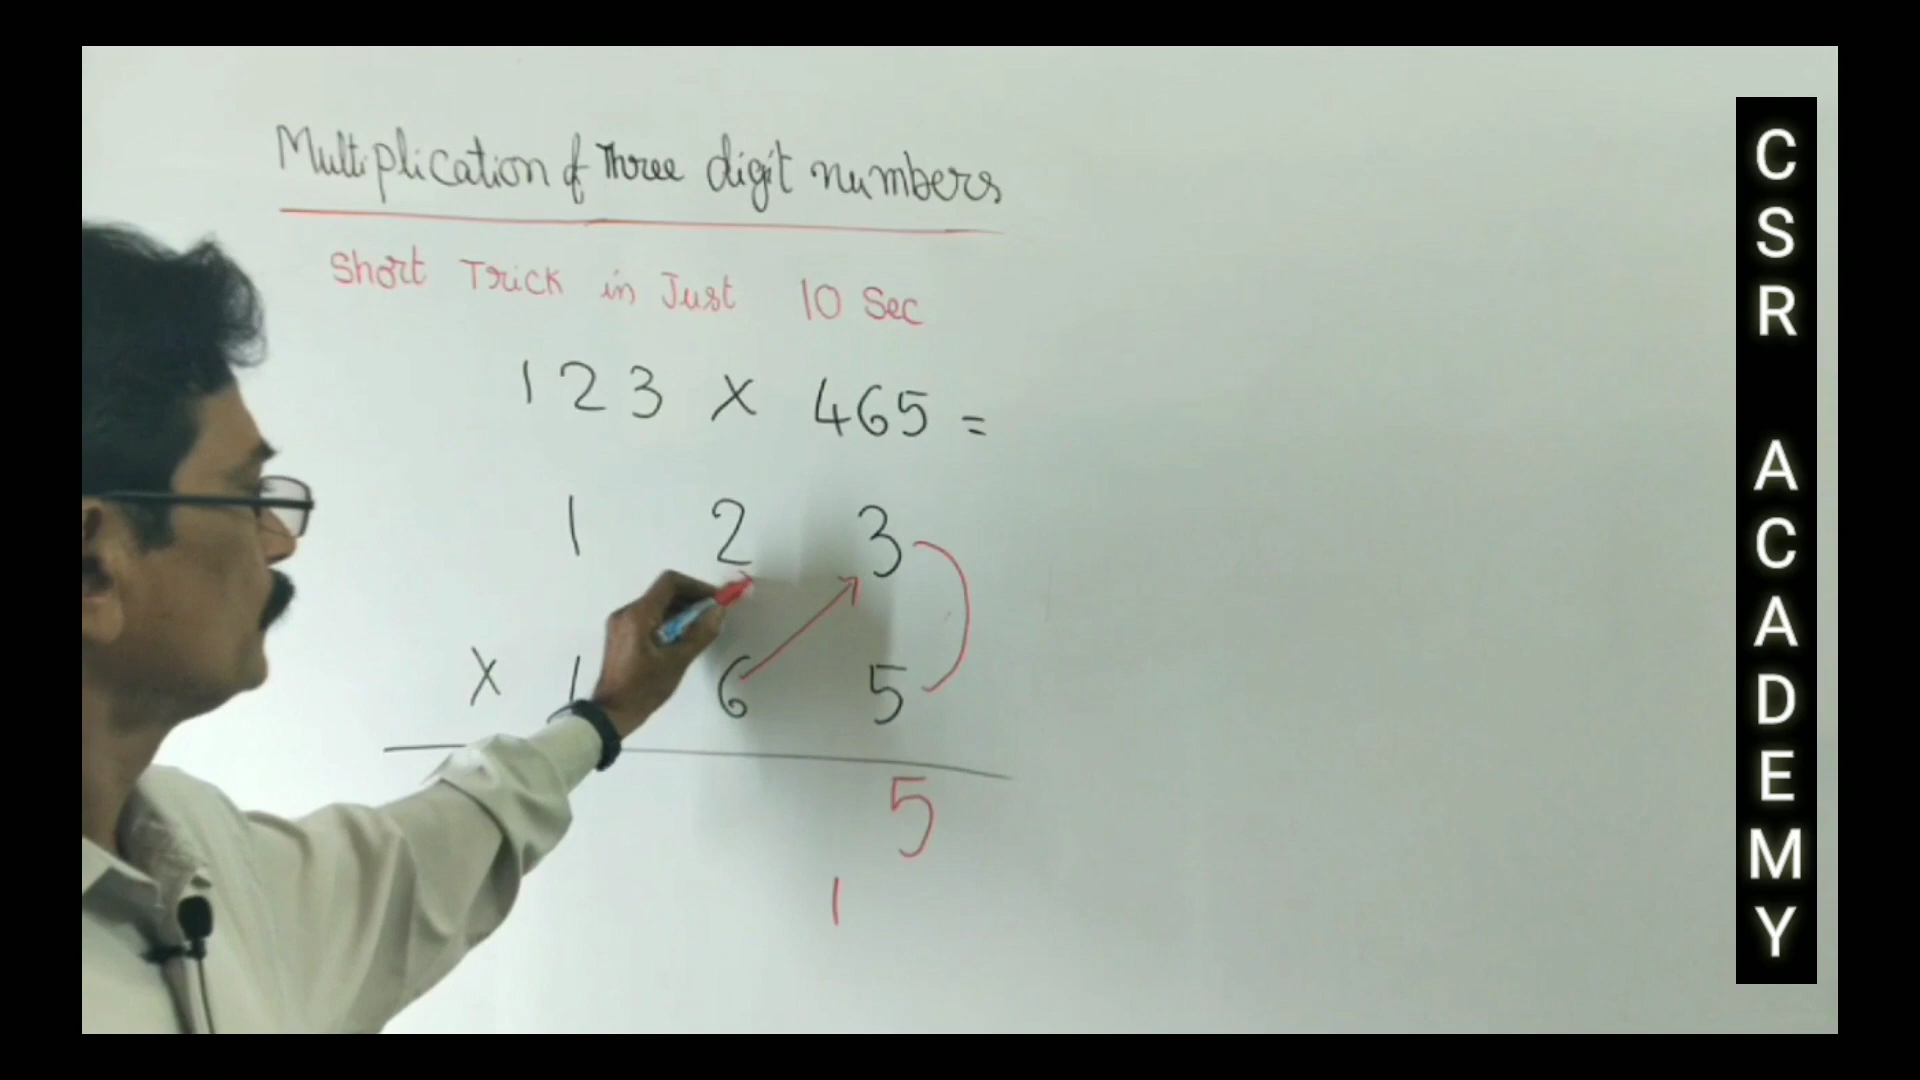 Multiplication of Three digit numbers
Short Trick in Just 10 Sec
123 X 465 =
1 2 3
X 6 5
5
1
CSR ACADEMY